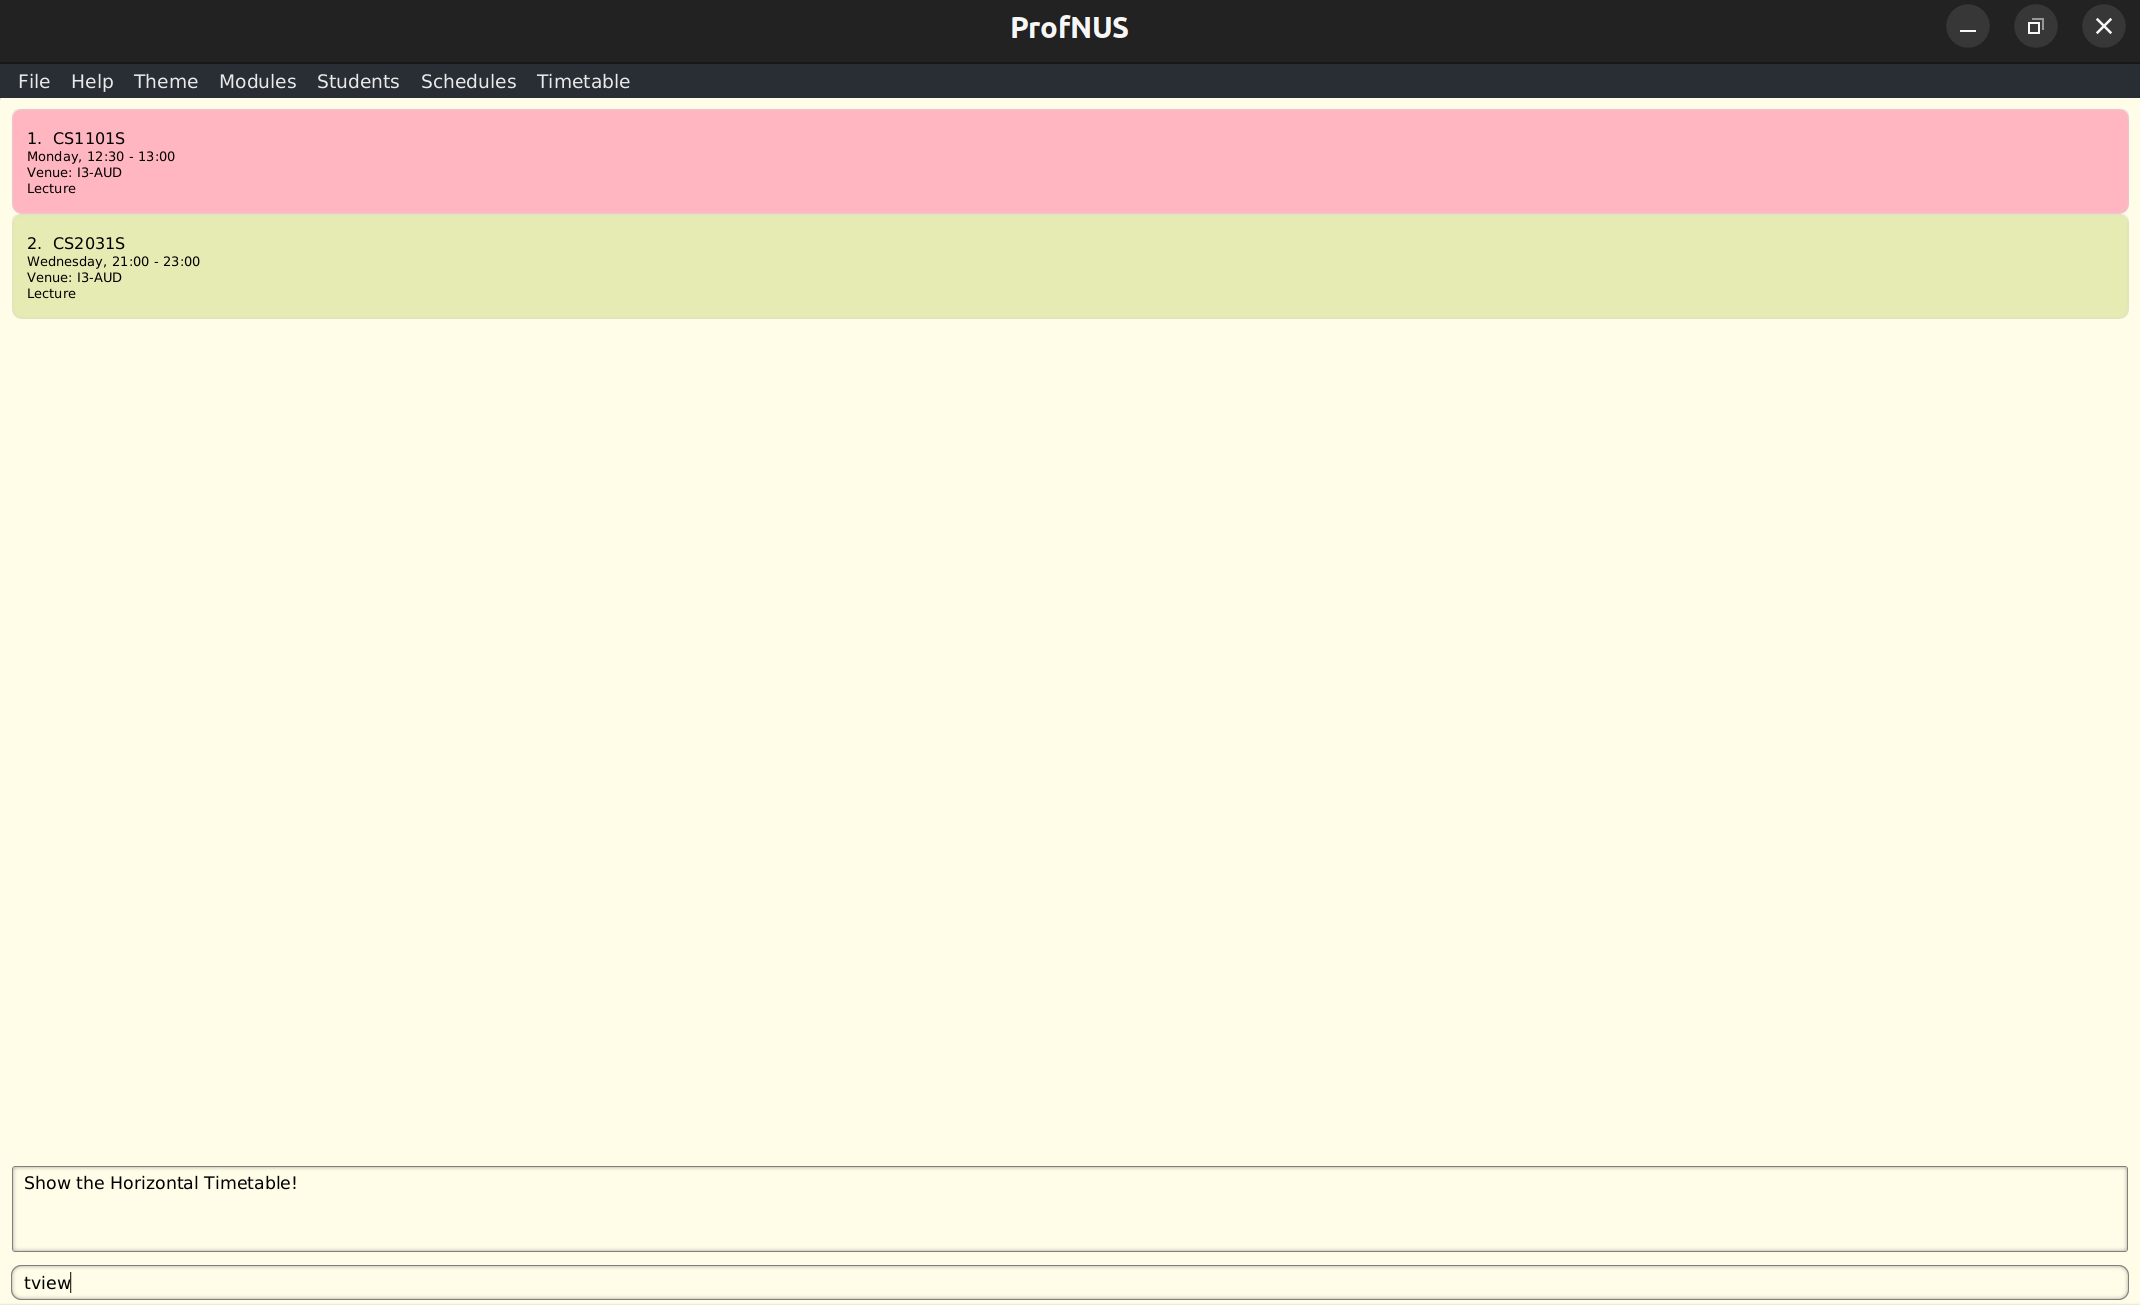 ProfNUS
File Help Theme Modules Students Schedules Timetable
1. CS1101S
Monday, 12:30 - 13:00
Venue: I3-AUD
Lecture
2. CS2031S
Wednesday, 21:00 - 23:00
Venue: I3-AUD
Lecture
Show the Horizontal Timetable!
tview